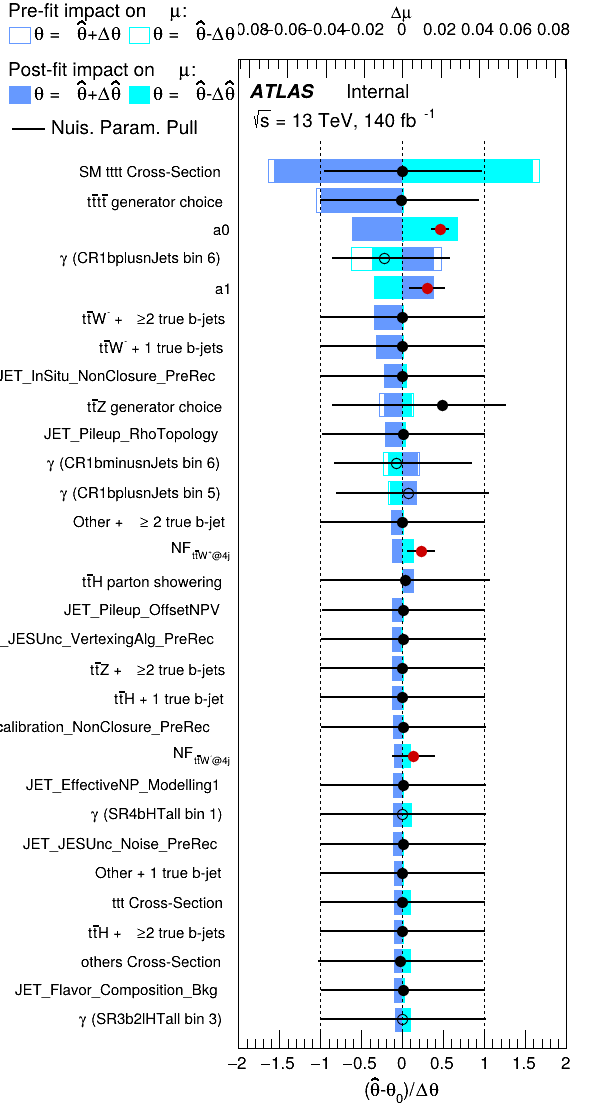 Pre-fit impact on μ:
θ = θ̂+Δθ θ = θ̂-Δθ
Post-fit impact on μ:
θ = θ̂+Δθ̂ θ = θ̂-Δθ̂
Nuis. Param. Pull
Δμ
0.08 −0.06 −0.04 −0.02 0 0.02 0.04 0.06 0.08
ATLAS Internal
√s = 13 TeV, 140 fb⁻¹
SM tttt Cross-Section
tt̄tt̄ generator choice
a0
γ (CR1bplusnJets bin 6)
a1
tt̄W⁻ + ≥2 true b-jets
tt̄W⁻ + 1 true b-jets
JET_InSitu_NonClosure_PreRec
tt̄Z generator choice
JET_Pileup_RhoTopology
γ (CR1bminusnJets bin 6)
γ (CR1bplusnJets bin 5)
Other + ≥ 2 true b-jet
NF tt̄W⁺@4j
tt̄H parton showering
JET_Pileup_OffsetNPV
_JESUnc_VertexingAlg_PreRec
tt̄Z + ≥2 true b-jets
tt̄H + 1 true b-jet
calibration_NonClosure_PreRec
NF tt̄W⁻@4j
JET_EffectiveNP_Modelling1
γ (SR4bHTall bin 1)
JET_JESUnc_Noise_PreRec
Other + 1 true b-jet
ttt Cross-Section
tt̄H + ≥2 true b-jets
others Cross-Section
JET_Flavor_Composition_Bkg
γ (SR3b2lHTall bin 3)
−2 −1.5 −1 −0.5 0 0.5 1 1.5 2
(θ̂-θ₀)/Δθ